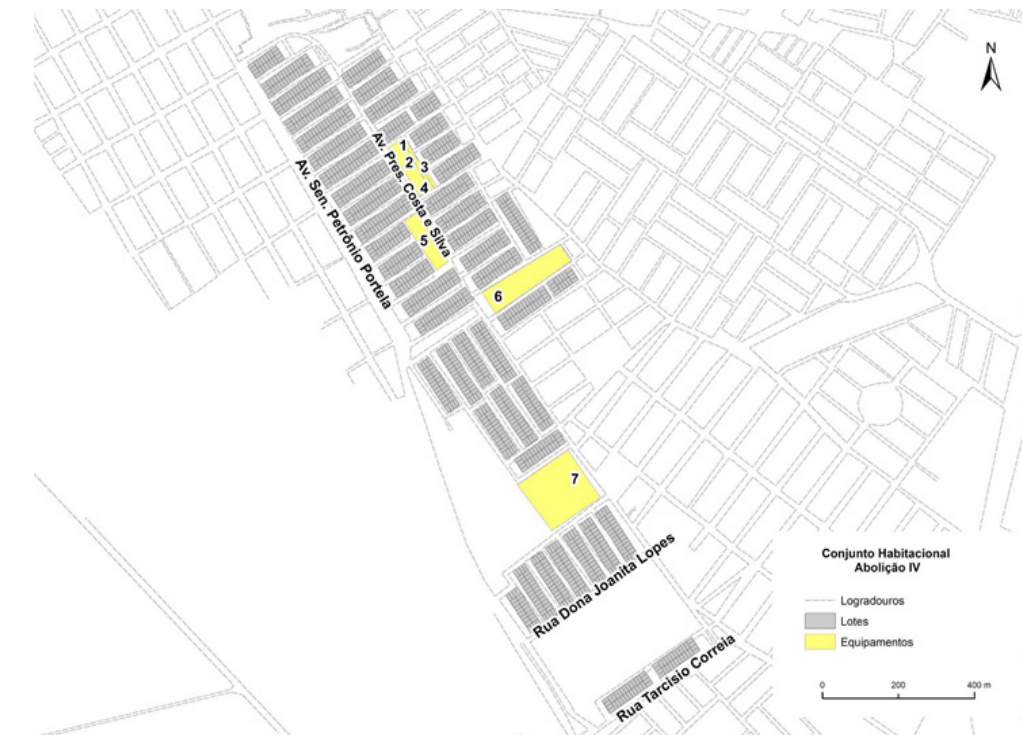 N
1
2
3
4
5
6
7
Av. Pres. Costa e Silva
Av. Sen. Petrônio Portela
Rua Dona Joanita Lopes
Rua Tarcisio Correia
Conjunto Habitacional
Abolição IV
Logradouros
Lotes
Equipamentos
0 200 400 m